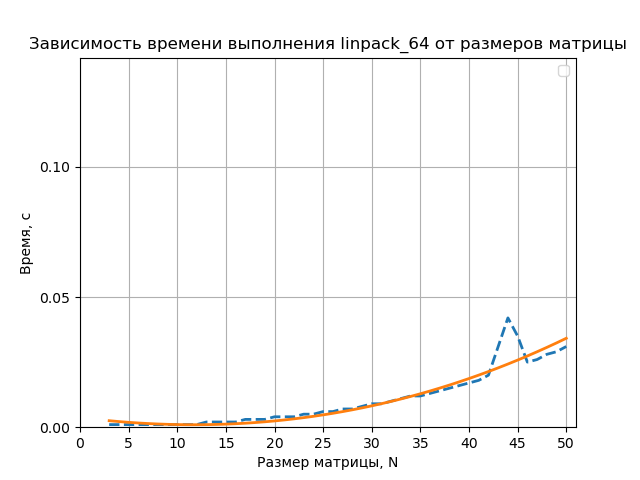 Зависимость времени выполнения linpack_64 от размеров матрицы
0.10
0.05
0.00
Время, с
0 5 10 15 20 25 30 35 40 45 50
Размер матрицы, N